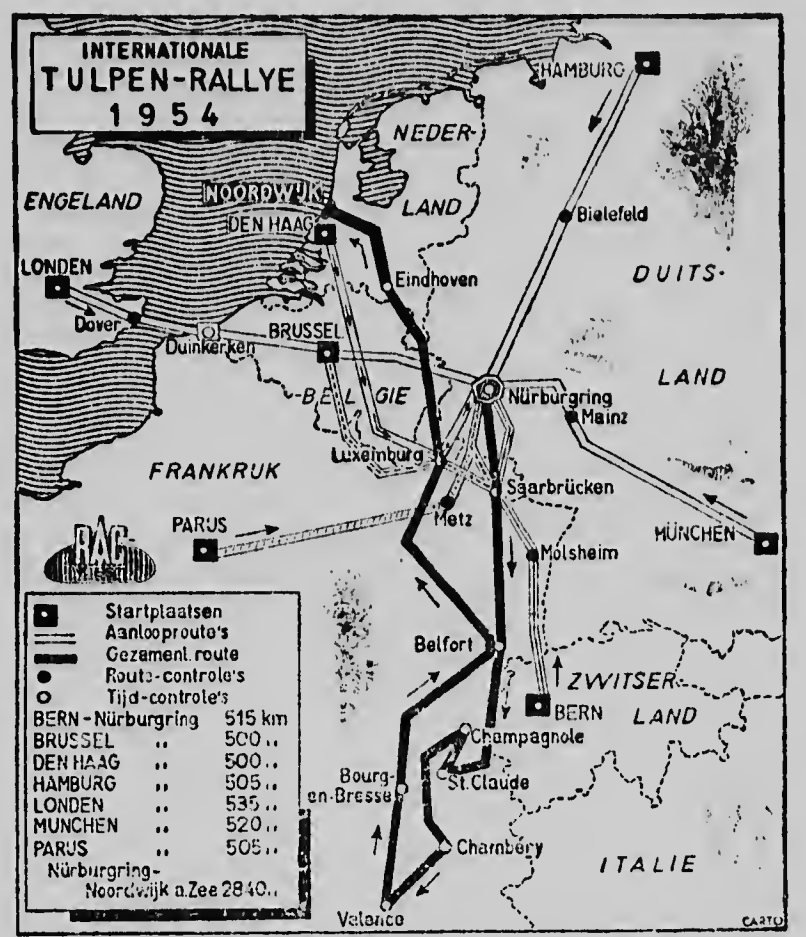 INTERNATIONALE
TULPEN-RALLYE
1954
HAMBURG
NEDER-
LAND
ENGELAND
NOORDWIJK
DEN HAAG
Bielefeld
LONDEN
Eindhoven
DUITS-
LAND
Dover
Duinkerken
BRUSSEL
BELGIE
Nürburgring
Mainz
Luxemburg
FRANKRIJK
Saarbrücken
PARIJS
Metz
Molsheim
MÜNCHEN
RAC
Startplaatsen
Aanlooproute's
Gezament. route
Route-controle's
Tijd-controle's
BERN-Nürburgring 515 km
BRUSSEL ,, 500 ,,
DEN HAAG ,, 500 ,,
HAMBURG ,, 505 ,,
LONDEN ,, 535 ,,
MUNCHEN ,, 520 ,,
PARIJS ,, 505 ,,
Nürburgring-
Noordwijk a.Zee 2840 ,,
Belfort
?
ZWITSER-
LAND
BERN
Champagnole
St. Claude
Bourg-
en-Bresse
Chambéry
ITALIE
Valence
CARTO